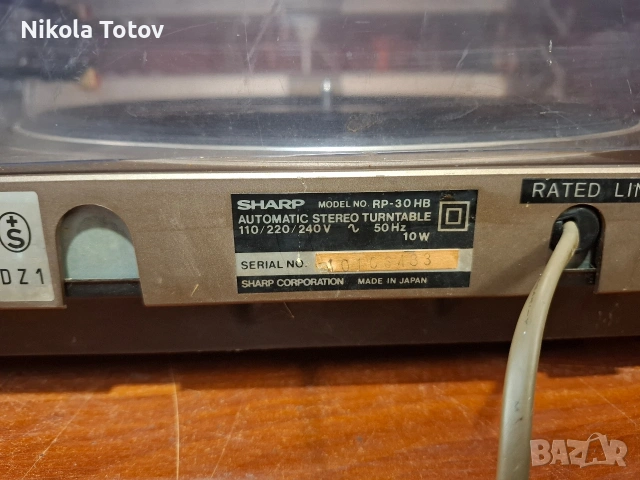 Nikola Totov
SHARP MODEL NO. RP-30HB
AUTOMATIC STEREO TURNTABLE
110/220/240V ∿ 50Hz
10W
SERIAL NO.
SHARP CORPORATION MADE IN JAPAN
RATED LIN
+
S
DZ1
BAZAR